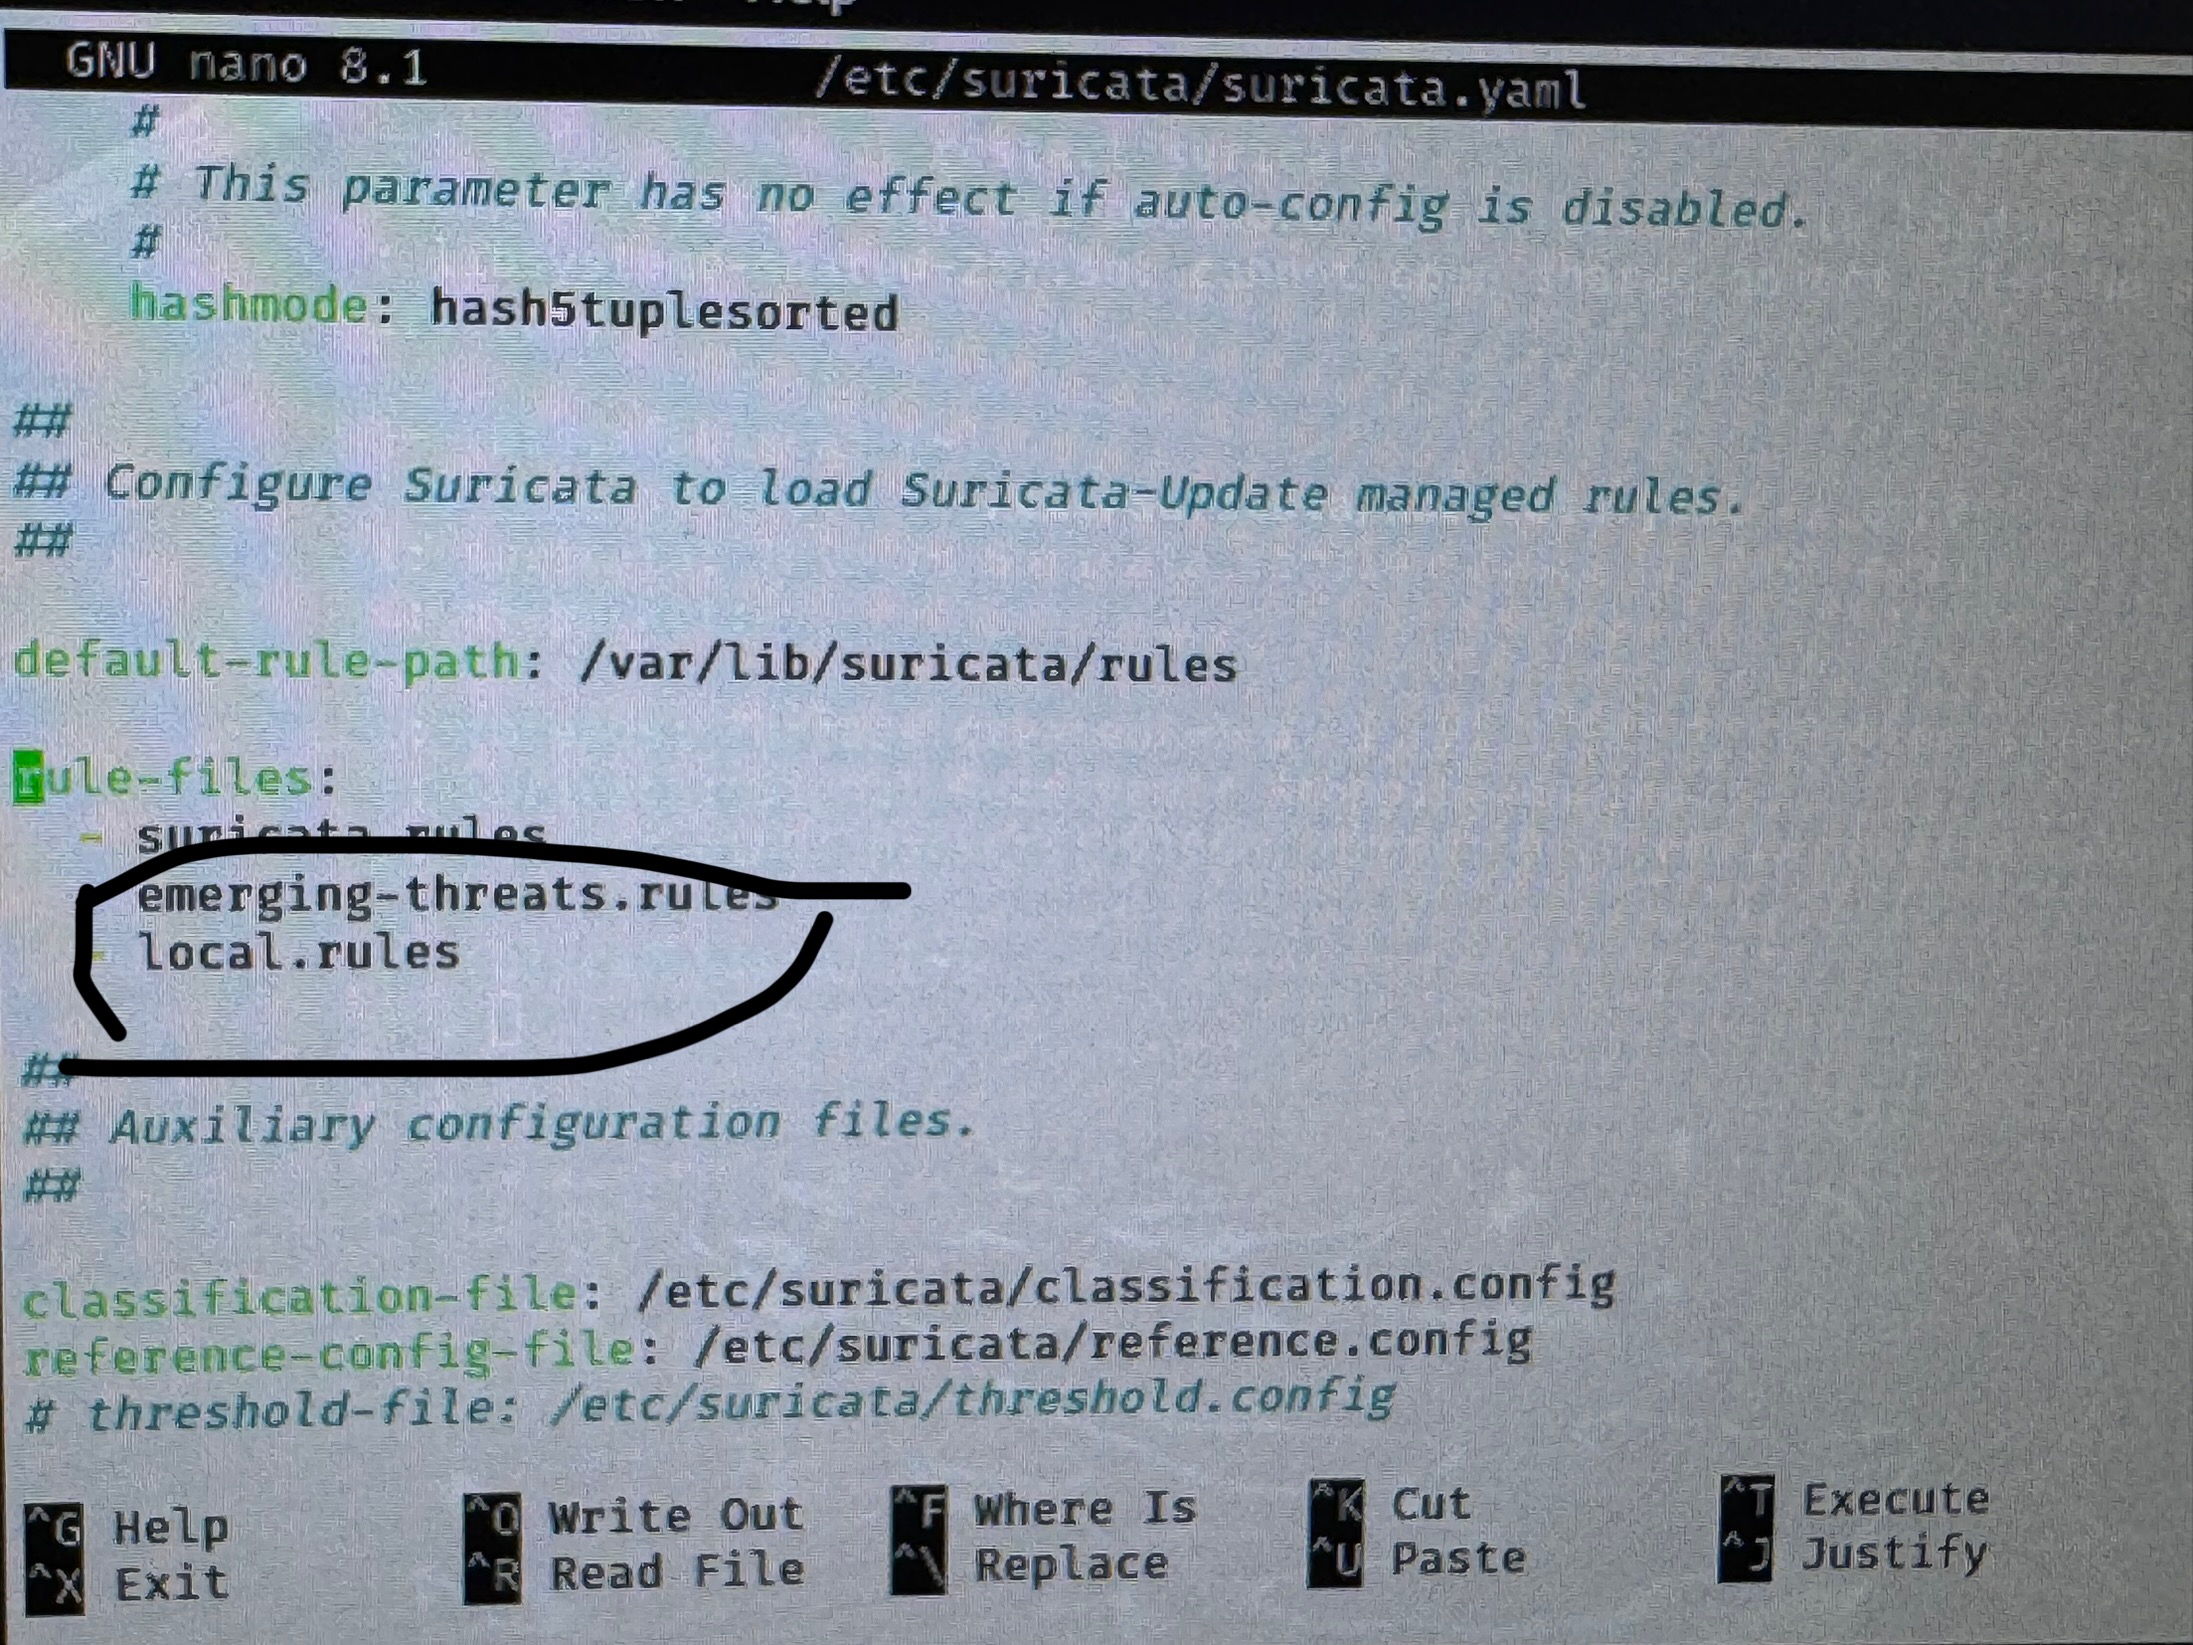 Help
GNU nano 8.1 /etc/suricata/suricata.yaml
#
# This parameter has no effect if auto-config is disabled.
#
hashmode: hash5tuplesorted
##
## Configure Suricata to load Suricata-Update managed rules.
##
default-rule-path: /var/lib/suricata/rules
rule-files:
- suricata.rules
emerging-threats.rules
- local.rules
##
## Auxiliary configuration files.
##
classification-file: /etc/suricata/classification.config
reference-config-file: /etc/suricata/reference.config
# threshold-file: /etc/suricata/threshold.config
^G Help ^O Write Out ^F Where Is ^K Cut ^T Execute
^X Exit ^R Read File ^\ Replace ^U Paste ^J Justify